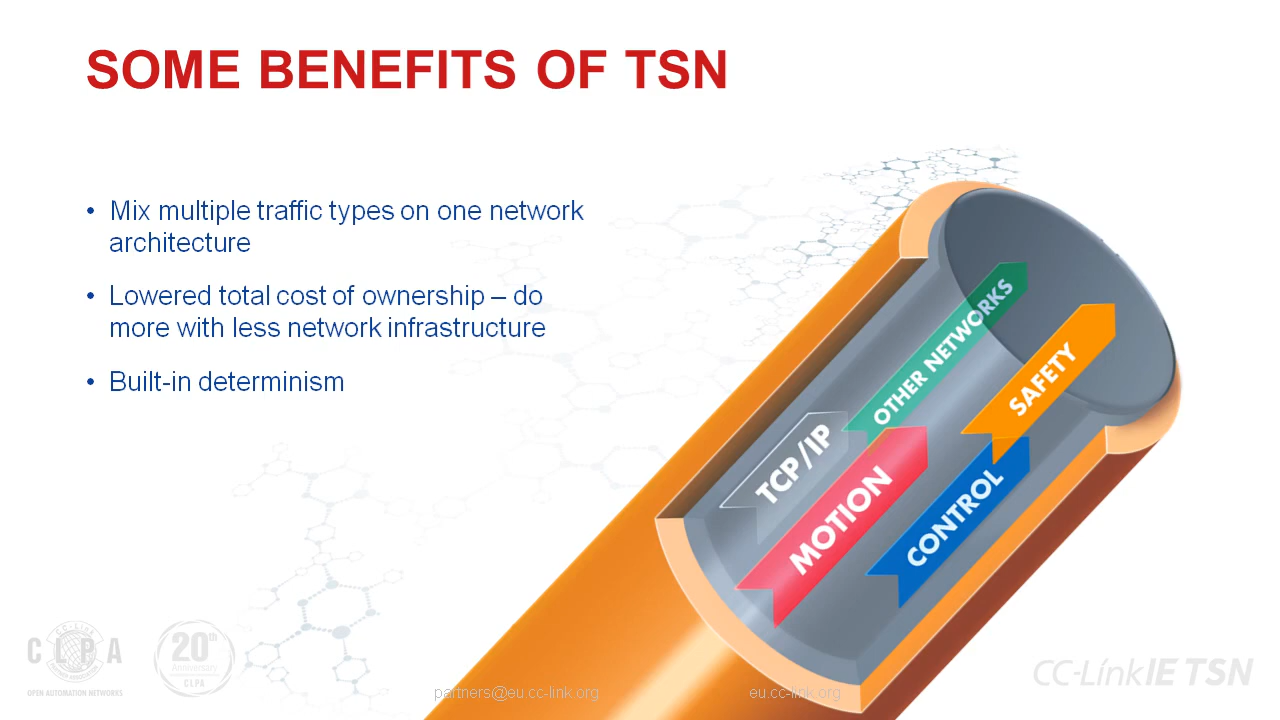 SOME BENEFITS OF TSN
• Mix multiple traffic types on one network
architecture
• Lowered total cost of ownership – do
more with less network infrastructure
• Built-in determinism
OTHER NETWORKS
SAFETY
TCP/IP
MOTION
CONTROL
CC-Link
CLPA
OPEN AUTOMATION NETWORKS
20th
Anniversary
CLPA
partners@eu.cc-link.org
eu.cc-link.org
CC-Link IE TSN